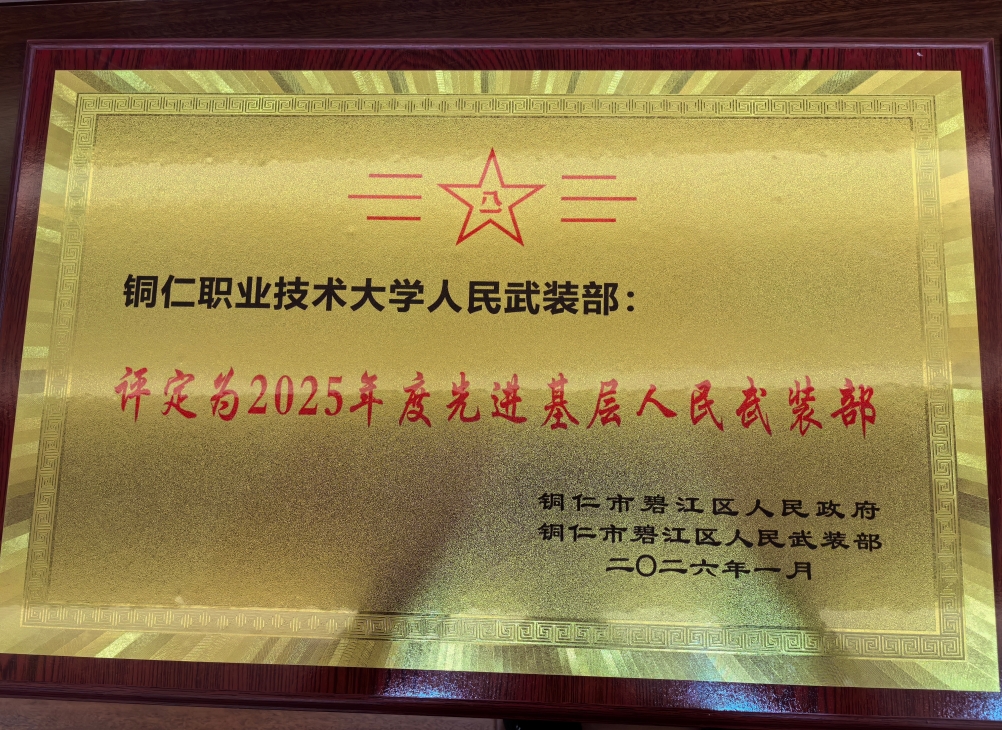 八一
铜仁职业技术大学人民武装部：
评定为2025年度先进基层人民武装部
铜仁市碧江区人民政府
铜仁市碧江区人民武装部
二〇二六年一月